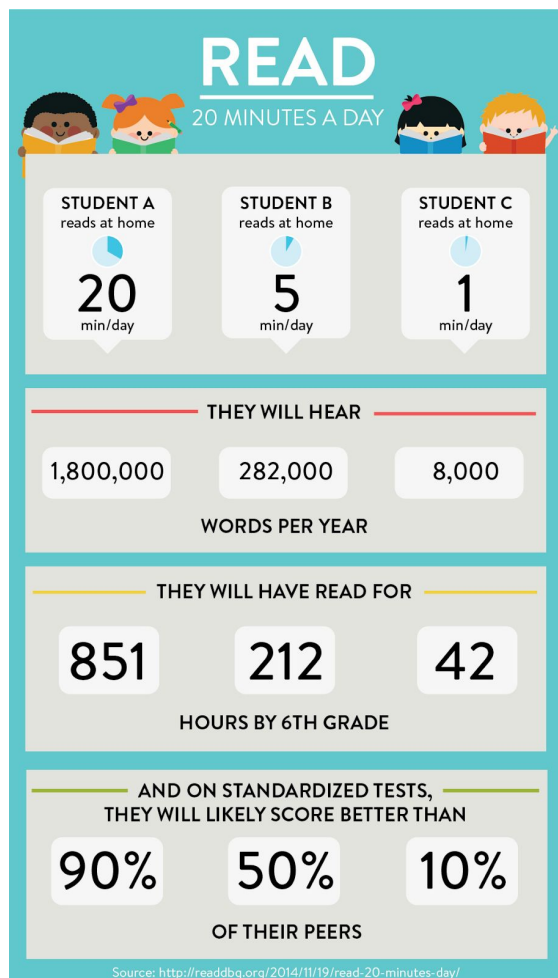 READ
20 MINUTES A DAY
STUDENT A
reads at home
20
min/day
STUDENT B
reads at home
5
min/day
STUDENT C
reads at home
1
min/day
THEY WILL HEAR
1,800,000 282,000 8,000
WORDS PER YEAR
THEY WILL HAVE READ FOR
851 212 42
HOURS BY 6TH GRADE
AND ON STANDARDIZED TESTS,
THEY WILL LIKELY SCORE BETTER THAN
90% 50% 10%
OF THEIR PEERS
Source: http://readdbg.org/2014/11/19/read-20-minutes-day/